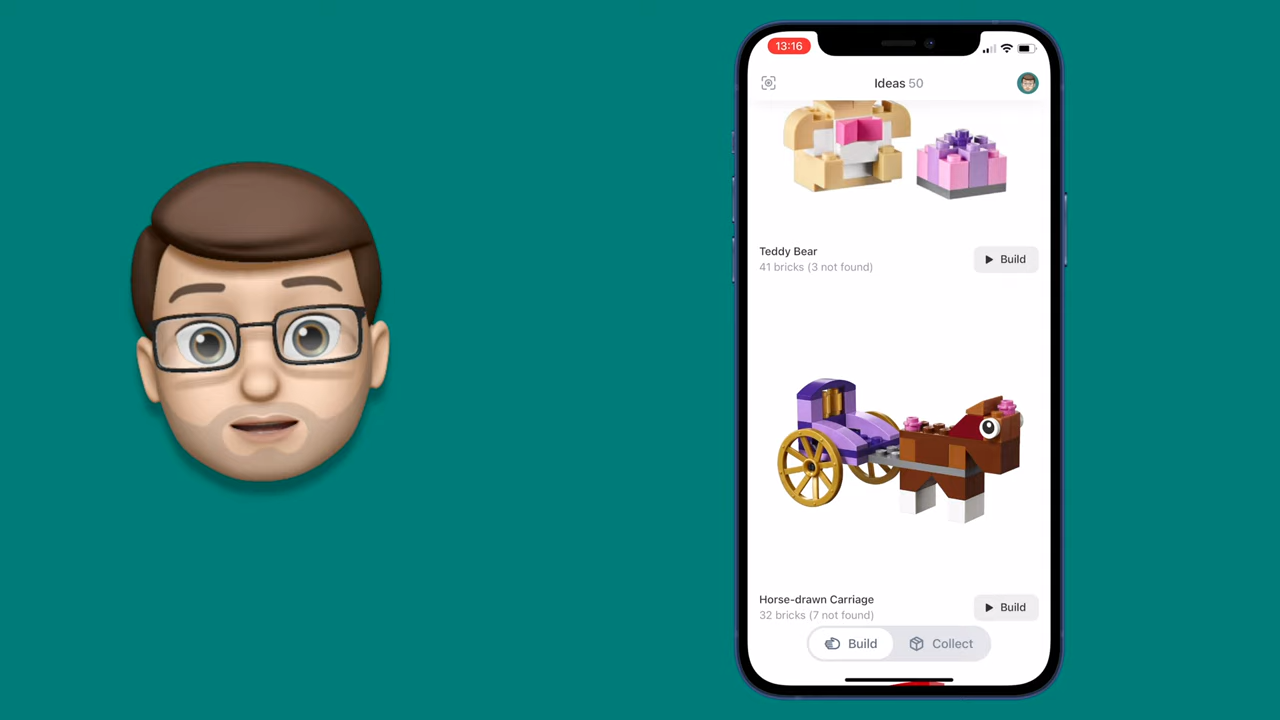 13:16
Ideas 50
Teddy Bear
41 bricks (3 not found)
Build
Horse-drawn Carriage
32 bricks (7 not found)
Build
Build Collect